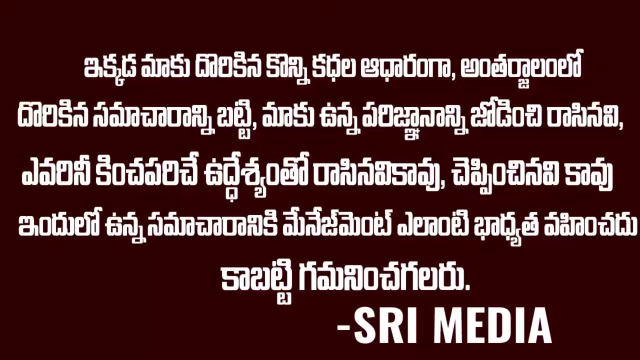 ఇక్కడ మాకు దొరికిన కొన్ని కధల ఆధారంగా, అంతర్జాలంలో
దొరికిన సమాచారాన్ని బట్టి, మాకు ఉన్న పరిజ్ఞానాన్ని జోడించి రాసినవి,
ఎవరినీ కించపరిచే ఉద్ధేశ్యంతో రాసినవికావు, చెప్పించినవి కావు
ఇందులో ఉన్న సమాచారానికి మేనేజ్‌మెంట్ ఎలాంటి భాధ్యత వహించదు
కాబట్టి గమనించగలరు.
-SRI MEDIA